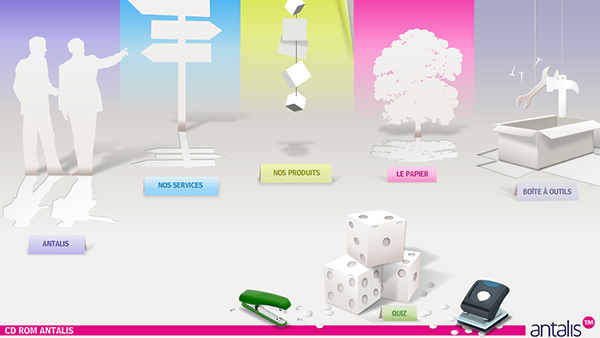 ANTALIS
NOS SERVICES
NOS PRODUITS
LE PAPIER
BOÎTE À OUTILS
QUIZ
CD ROM ANTALIS
antalis TM